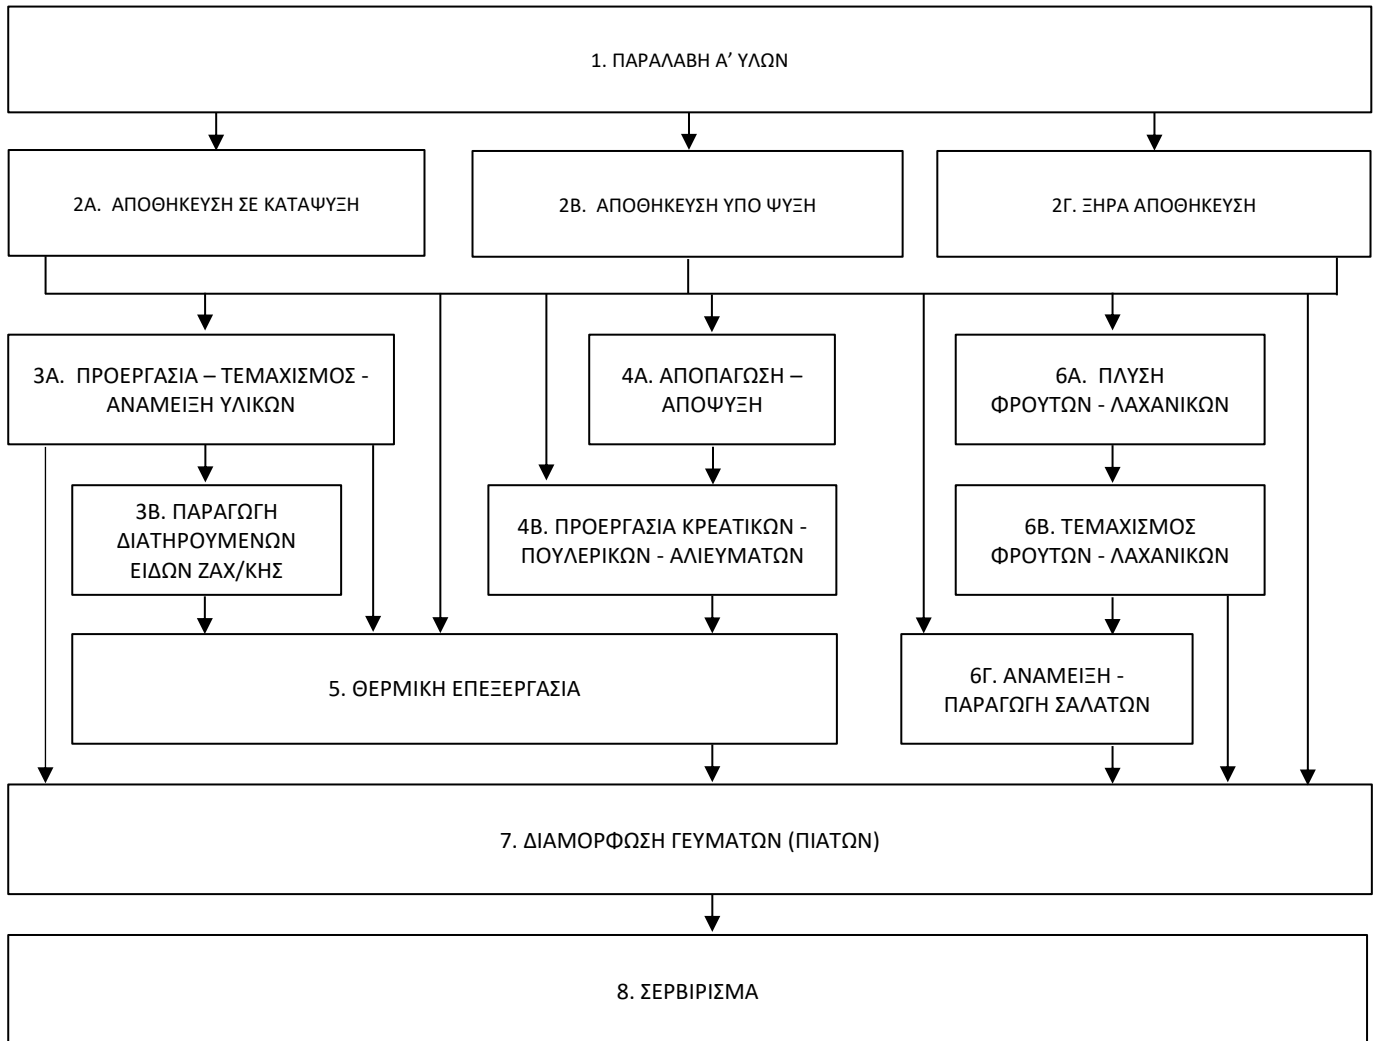 1. ΠΑΡΑΛΑΒΗ Α’ ΥΛΩΝ
2Α. ΑΠΟΘΗΚΕΥΣΗ ΣΕ ΚΑΤΑΨΥΞΗ
2Β. ΑΠΟΘΗΚΕΥΣΗ ΥΠΟ ΨΥΞΗ
2Γ. ΞΗΡΑ ΑΠΟΘΗΚΕΥΣΗ
3Α. ΠΡΟΕΡΓΑΣΙΑ – ΤΕΜΑΧΙΣΜΟΣ -
ΑΝΑΜΕΙΞΗ ΥΛΙΚΩΝ
4Α. ΑΠΟΠΑΓΩΣΗ –
ΑΠΟΨΥΞΗ
6Α. ΠΛΥΣΗ
ΦΡΟΥΤΩΝ - ΛΑΧΑΝΙΚΩΝ
3Β. ΠΑΡΑΓΩΓΗ
ΔΙΑΤΗΡΟΥΜΕΝΩΝ
ΕΙΔΩΝ ΖΑΧ/ΚΗΣ
4Β. ΠΡΟΕΡΓΑΣΙΑ ΚΡΕΑΤΙΚΩΝ -
ΠΟΥΛΕΡΙΚΩΝ - ΑΛΙΕΥΜΑΤΩΝ
6Β. ΤΕΜΑΧΙΣΜΟΣ
ΦΡΟΥΤΩΝ - ΛΑΧΑΝΙΚΩΝ
5. ΘΕΡΜΙΚΗ ΕΠΕΞΕΡΓΑΣΙΑ
6Γ. ΑΝΑΜΕΙΞΗ -
ΠΑΡΑΓΩΓΗ ΣΑΛΑΤΩΝ
7. ΔΙΑΜΟΡΦΩΣΗ ΓΕΥΜΑΤΩΝ (ΠΙΑΤΩΝ)
8. ΣΕΡΒΙΡΙΣΜΑ